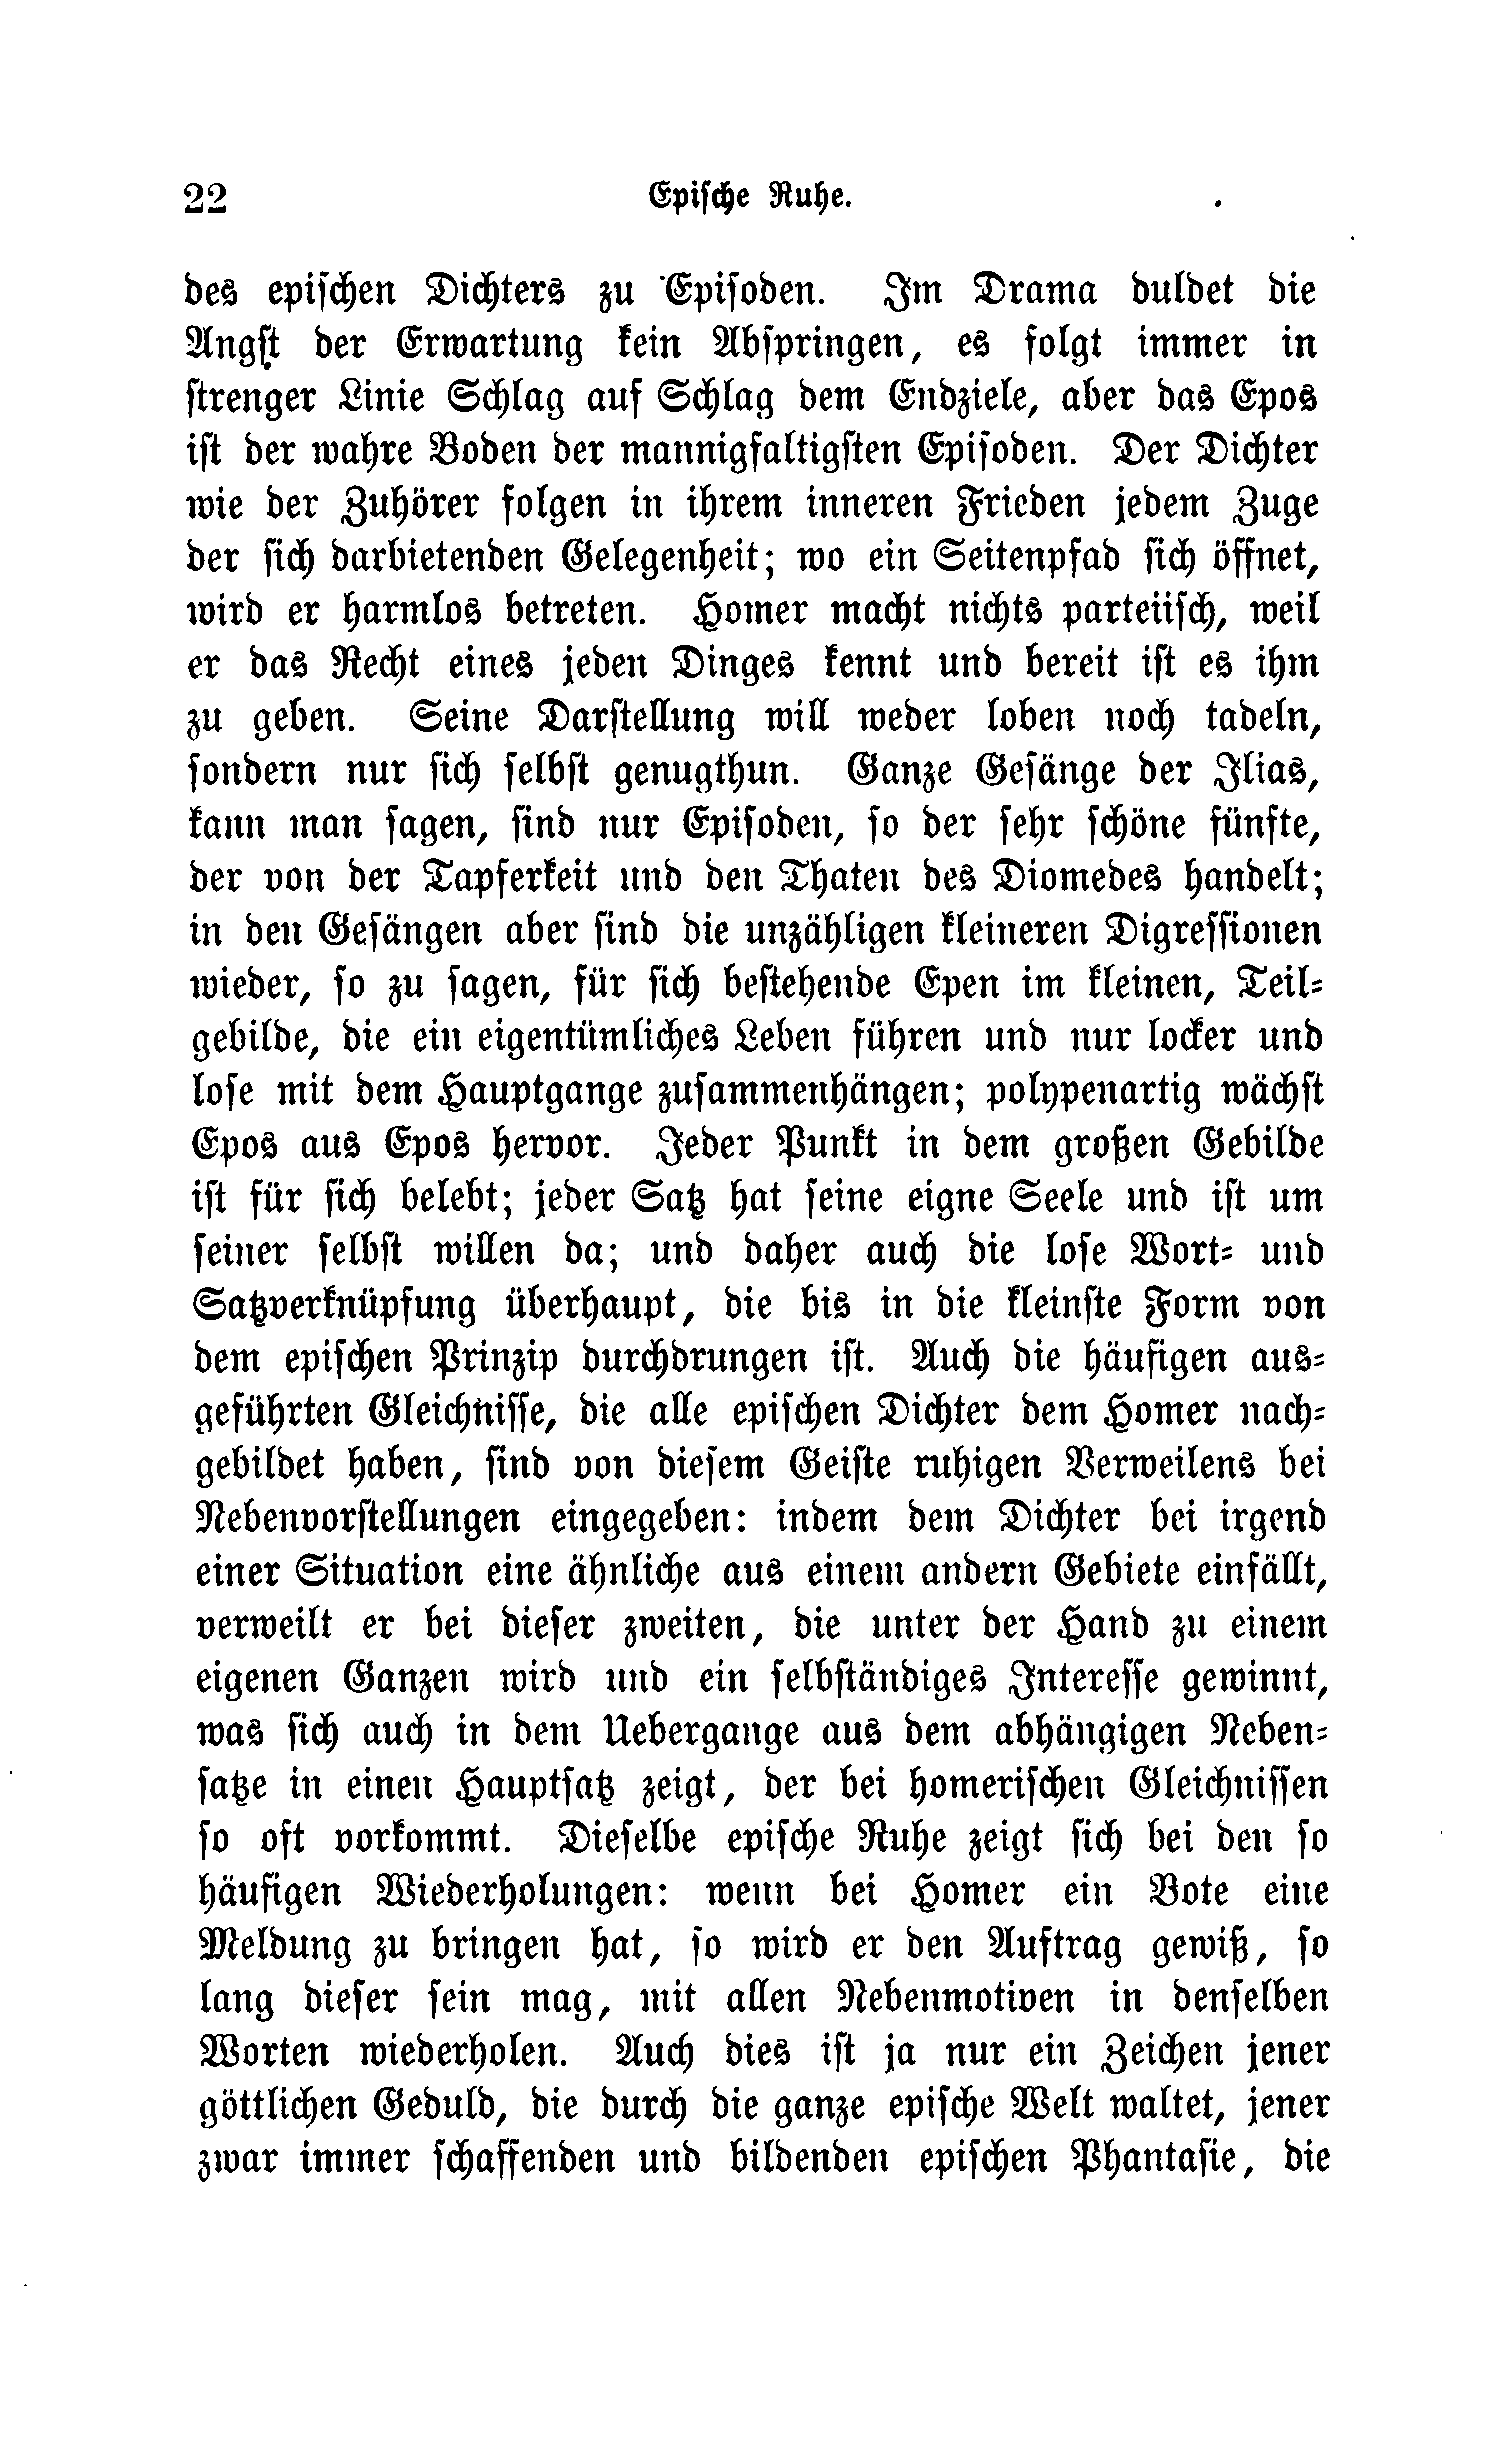 22 Epische Ruhe.
des epischen Dichters zu Episoden. Im Drama duldet die
Angst der Erwartung kein Abspringen, es folgt immer in
strenger Linie Schlag auf Schlag dem Endziele, aber das Epos
ist der wahre Boden der mannigfaltigsten Episoden. Der Dichter
wie der Zuhörer folgen in ihrem inneren Frieden jedem Zuge
der sich darbietenden Gelegenheit; wo ein Seitenpfad sich öffnet,
wird er harmlos betreten. Homer macht nichts parteiisch, weil
er das Recht eines jeden Dinges kennt und bereit ist es ihm
zu geben. Seine Darstellung will weder loben noch tadeln,
sondern nur sich selbst genugthun. Ganze Gesänge der Ilias,
kann man sagen, sind nur Episoden, so der sehr schöne fünfte,
der von der Tapferkeit und den Thaten des Diomedes handelt;
in den Gesängen aber sind die unzähligen kleineren Digressionen
wieder, so zu sagen, für sich bestehende Epen im kleinen, Teil-
gebilde, die ein eigentümliches Leben führen und nur locker und
lose mit dem Hauptgange zusammenhängen; polypenartig wächst
Epos aus Epos hervor. Jeder Punkt in dem großen Gebilde
ist für sich belebt; jeder Satz hat seine eigne Seele und ist um
seiner selbst willen da; und daher auch die lose Wort- und
Satzverknüpfung überhaupt, die bis in die kleinste Form von
dem epischen Prinzip durchdrungen ist. Auch die häufigen aus-
geführten Gleichnisse, die alle epischen Dichter dem Homer nach-
gebildet haben, sind von diesem Geiste ruhigen Verweilens bei
Nebenvorstellungen eingegeben: indem dem Dichter bei irgend
einer Situation eine ähnliche aus einem andern Gebiete einfällt,
verweilt er bei dieser zweiten, die unter der Hand zu einem
eigenen Ganzen wird und ein selbständiges Interesse gewinnt,
was sich auch in dem Uebergange aus dem abhängigen Neben-
satze in einen Hauptsatz zeigt, der bei homerischen Gleichnissen
so oft vorkommt. Dieselbe epische Ruhe zeigt sich bei den so
häufigen Wiederholungen: wenn bei Homer ein Bote eine
Meldung zu bringen hat, so wird er den Auftrag gewiß, so
lang dieser sein mag, mit allen Nebenmotiven in denselben
Worten wiederholen. Auch dies ist ja nur ein Zeichen jener
göttlichen Geduld, die durch die ganze epische Welt waltet, jener
zwar immer schaffenden und bildenden epischen Phantasie, die